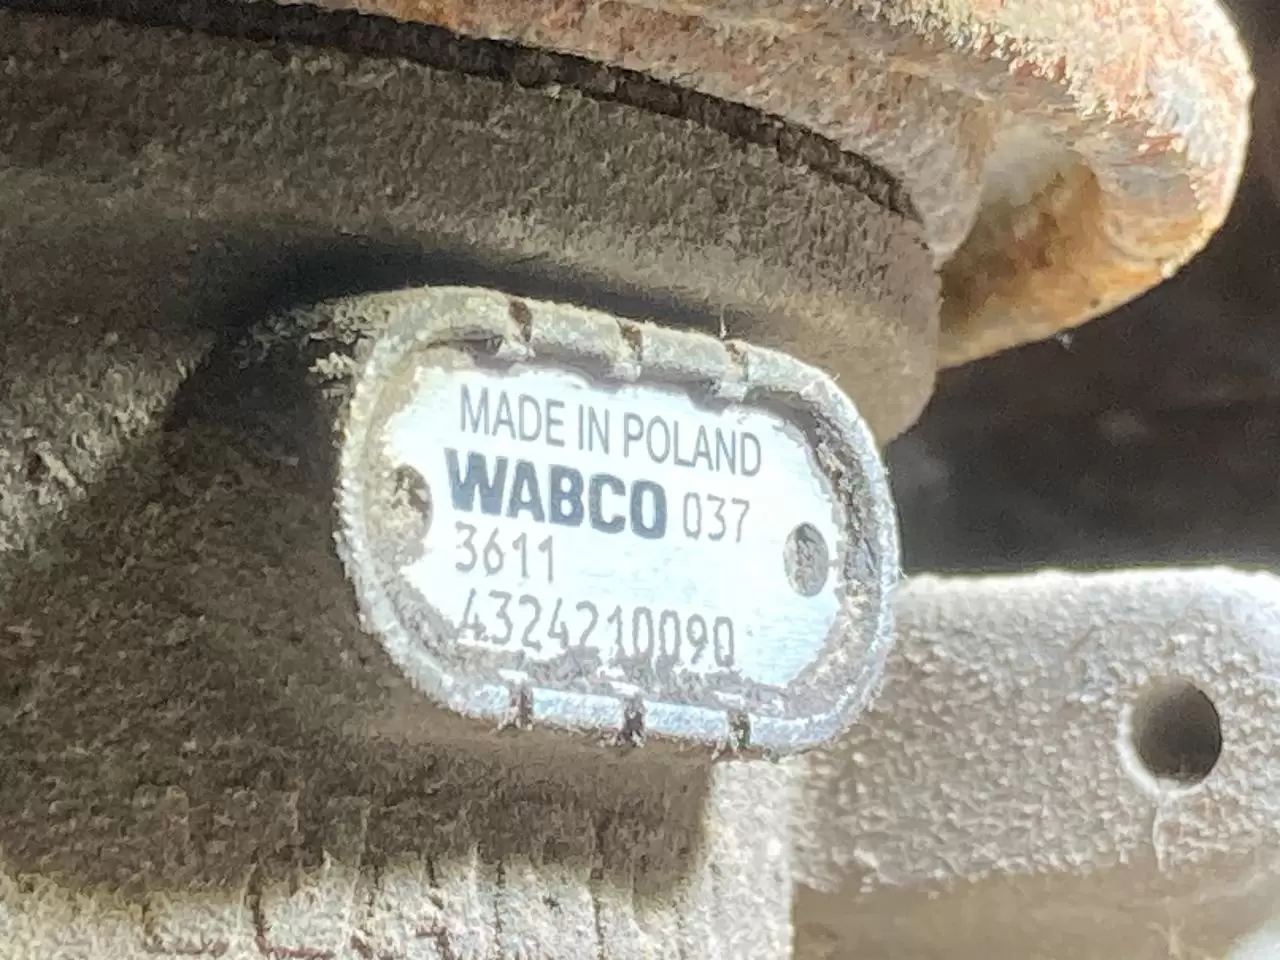 MADE IN POLAND
WABCO 037
3611
4324210090